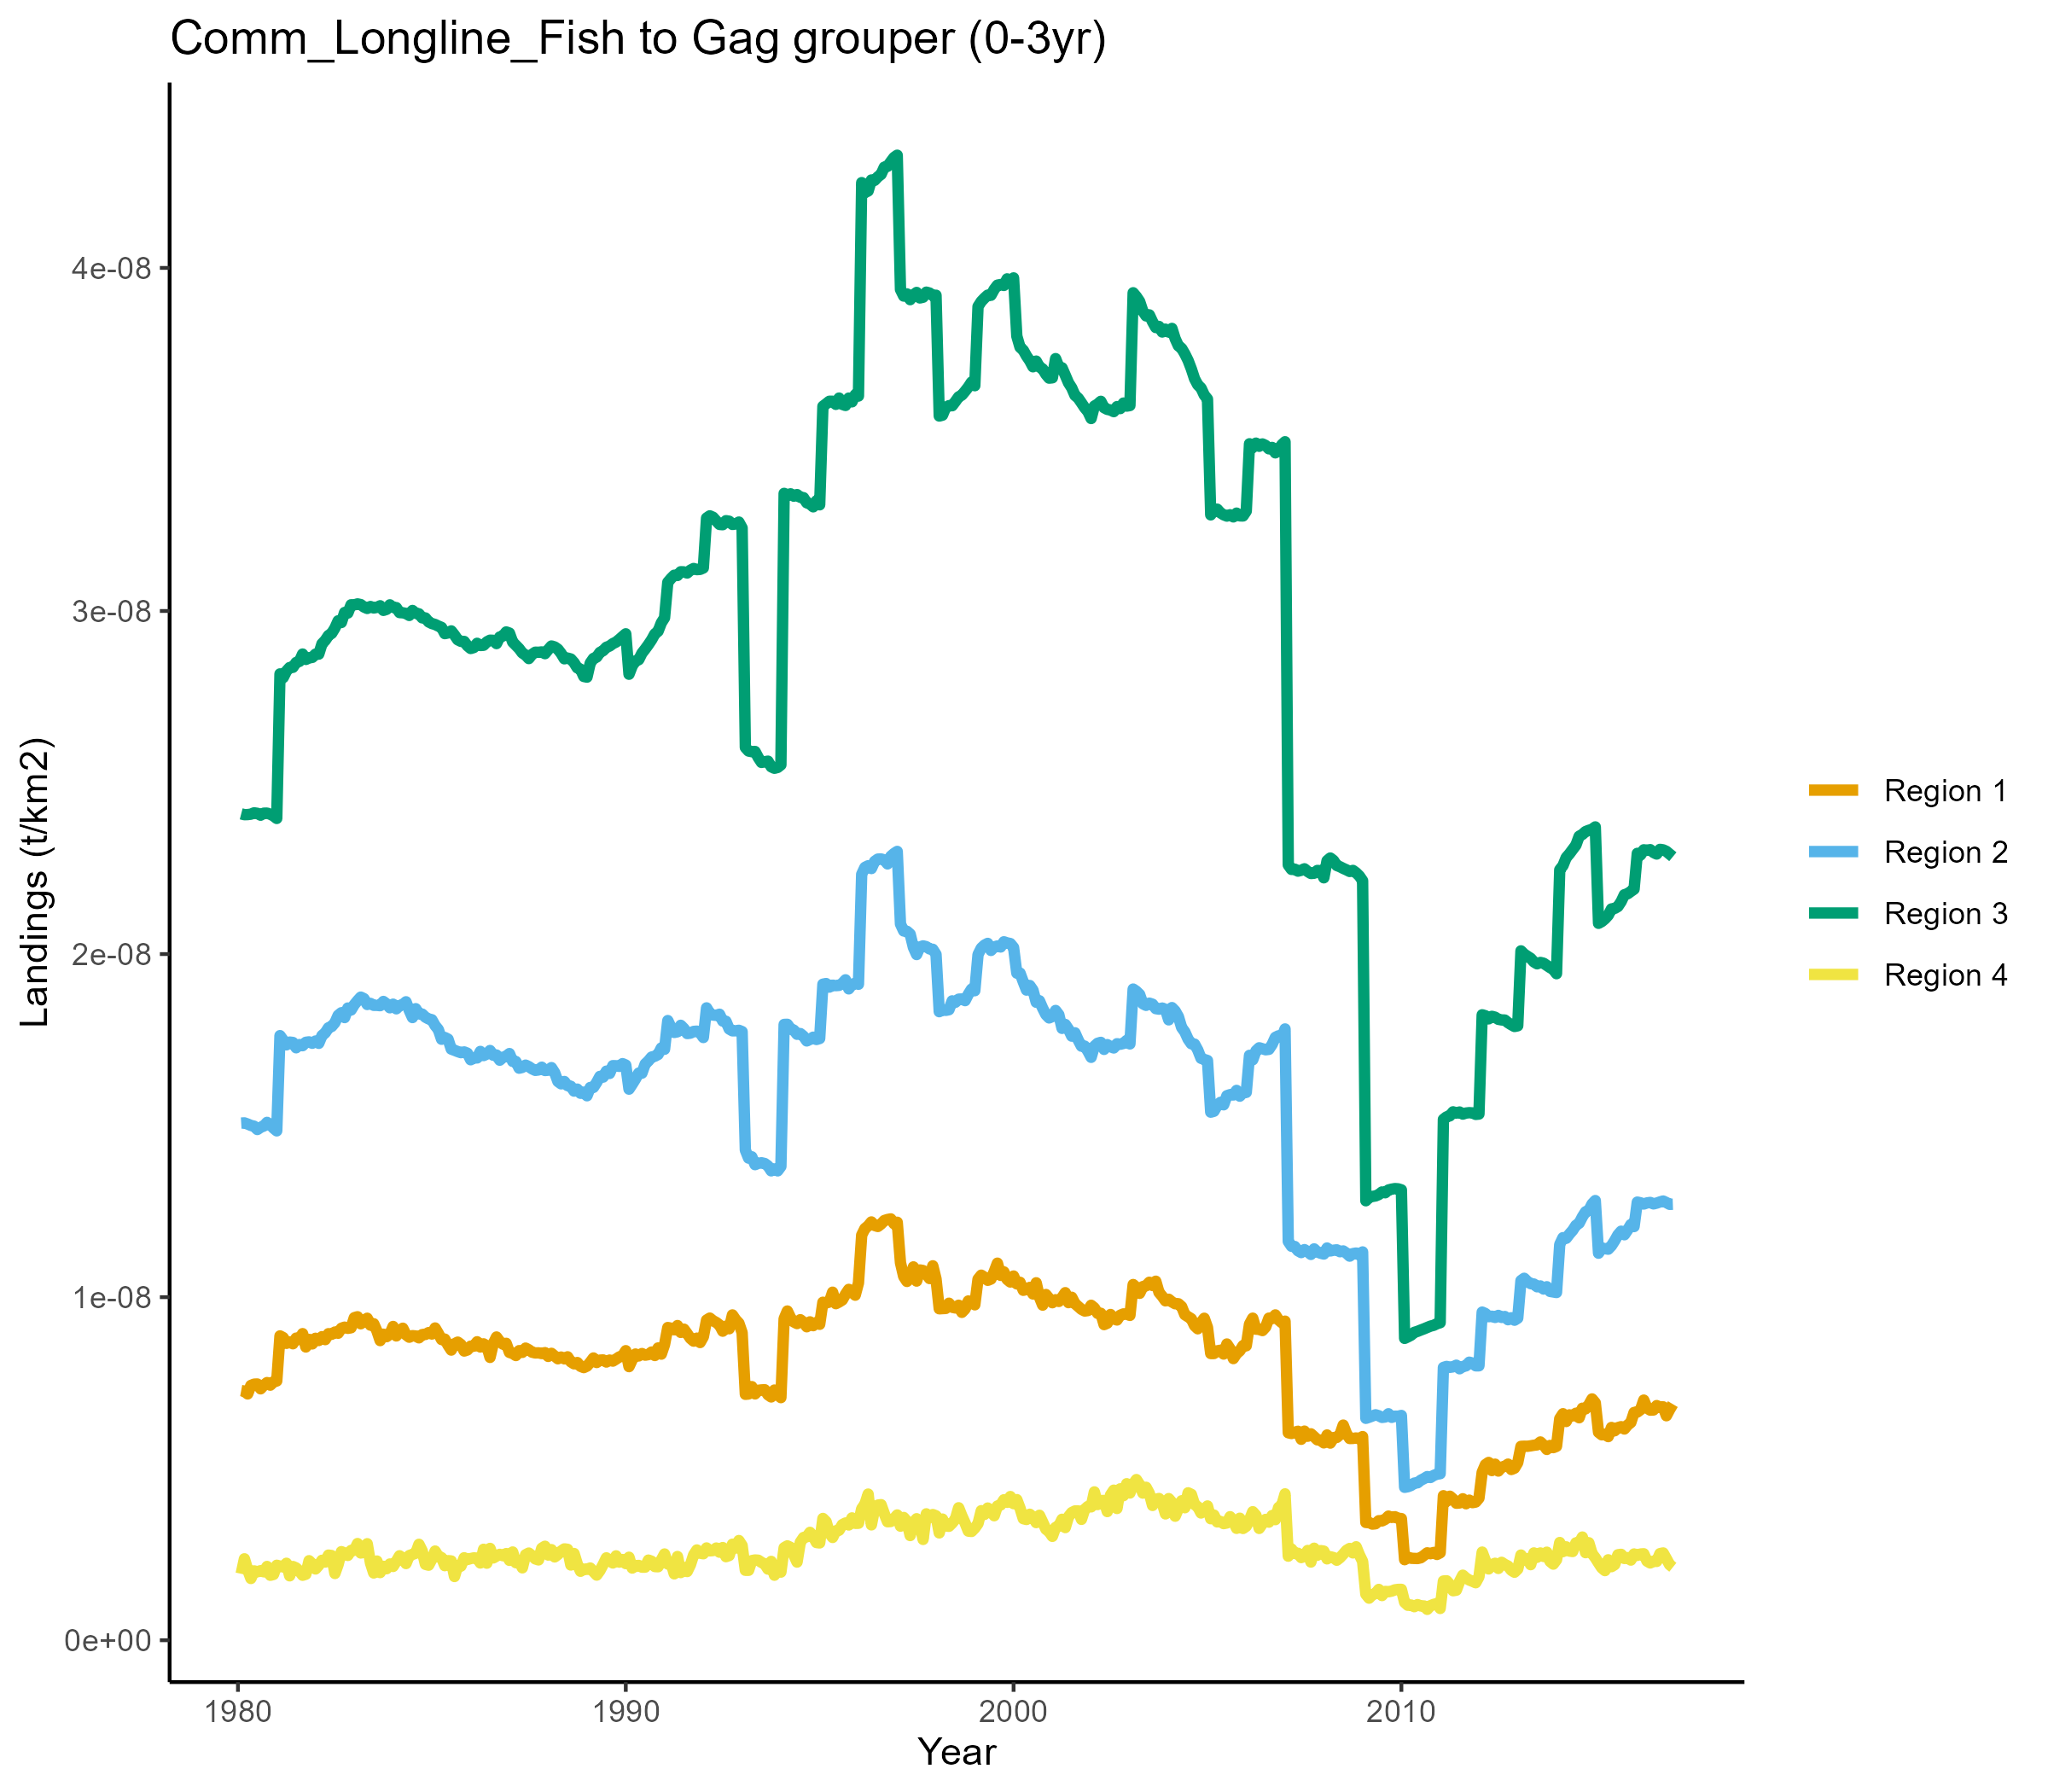 Comm_Longline_Fish to Gag grouper (0-3yr)
Landings (t/km2)
4e-08
3e-08
2e-08
1e-08
0e+00
1980
1990
2000
2010
Year
Region 1
Region 2
Region 3
Region 4